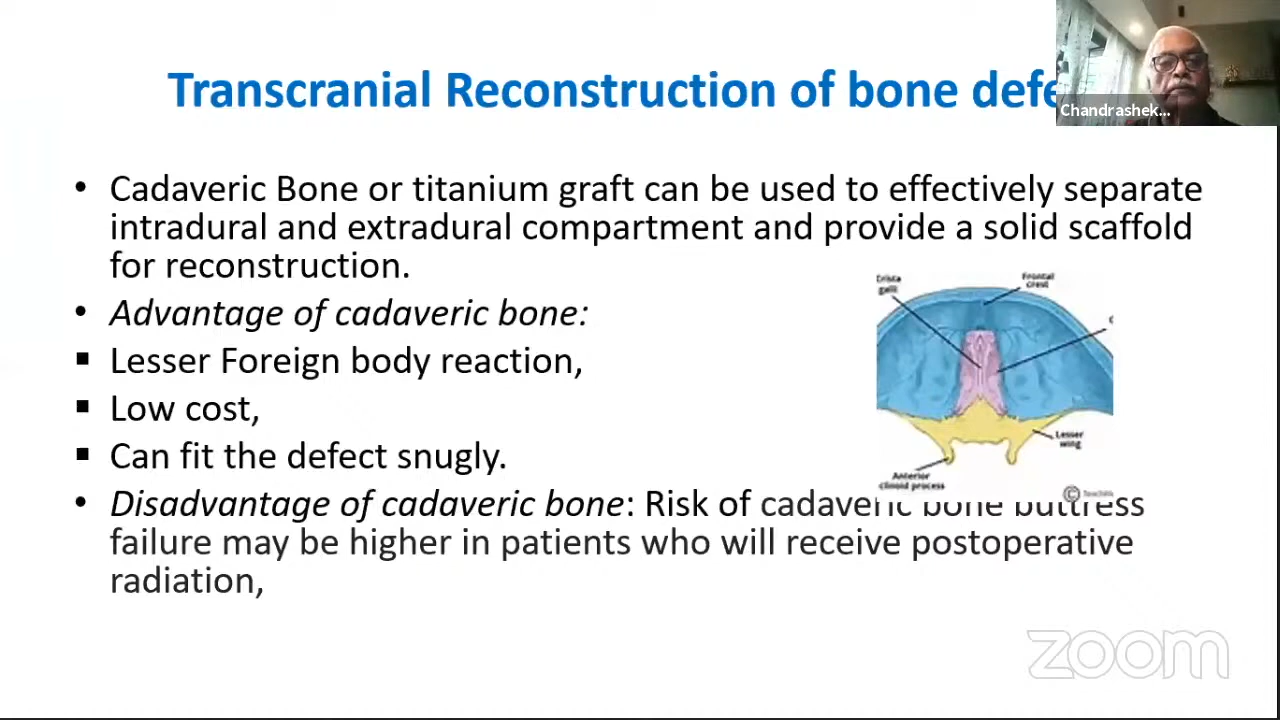 Transcranial Reconstruction of bone defe
Chandrashek...
• Cadaveric Bone or titanium graft can be used to effectively separate
intradural and extradural compartment and provide a solid scaffold
for reconstruction.
• Advantage of cadaveric bone:
▪ Lesser Foreign body reaction,
▪ Low cost,
▪ Can fit the defect snugly.
• Disadvantage of cadaveric bone: Risk of cadaveric bone buttress
failure may be higher in patients who will receive postoperative
radiation,
Crista
galli
Frontal
crest
Lesser
wing
Anterior
clinoid process
zoom